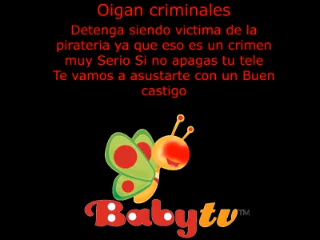 Oigan criminales
Detenga siendo victima de la
pirateria ya que eso es un crimen
muy Serio Si no apagas tu tele
Te vamos a asustarte con un Buen
castigo
Babytv™